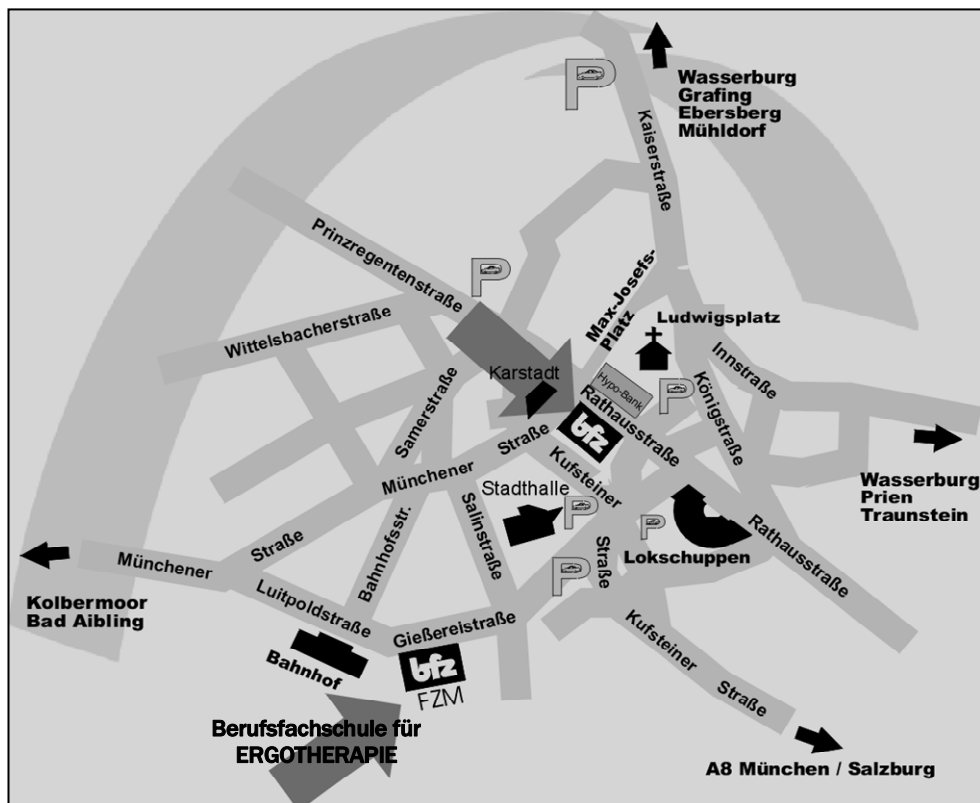 P
Wasserburg
Grafing
Ebersberg
Mühldorf
Kaiserstraße
Prinzregentenstraße
P
Max-Josefs-
Platz
Ludwigsplatz
Wittelsbacherstraße
Innstraße
Karstadt
Hypo-Bank
P
Königstraße
Samerstraße
Rathausstraße
Straße
bfz
Münchener
Kufsteiner
Wasserburg
Prien
Traunstein
Stadthalle
P
Salinstraße
P
Lokschuppen
Rathausstraße
Straße
Bahnhofsstr.
Straße
P
Münchener
Luitpoldstraße
Kolbermoor
Bad Aibling
Gießereistraße
Kufsteiner
Bahnhof
bfz
FZM
Straße
Berufsfachschule für
ERGOTHERAPIE
A8 München / Salzburg